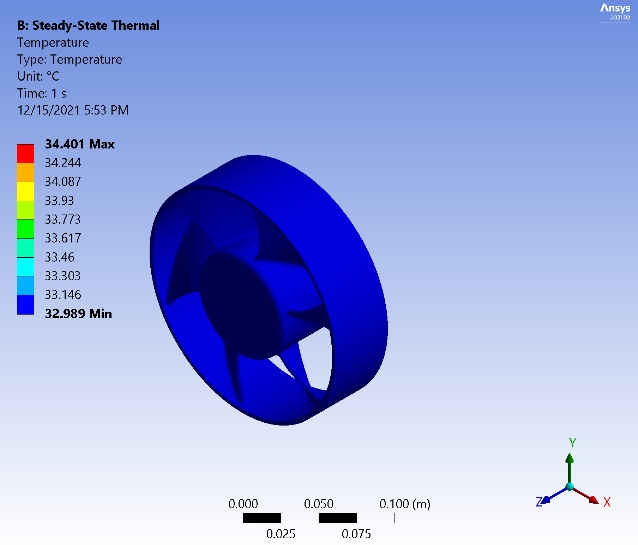 B: Steady-State Thermal
Temperature
Type: Temperature
Unit: °C
Time: 1 s
12/15/2021 5:53 PM
Ansys
2021 R2
34.401 Max
34.244
34.087
33.93
33.773
33.617
33.46
33.303
33.146
32.989 Min
Y
Z X
0.000 0.050 0.100 (m)
0.025 0.075